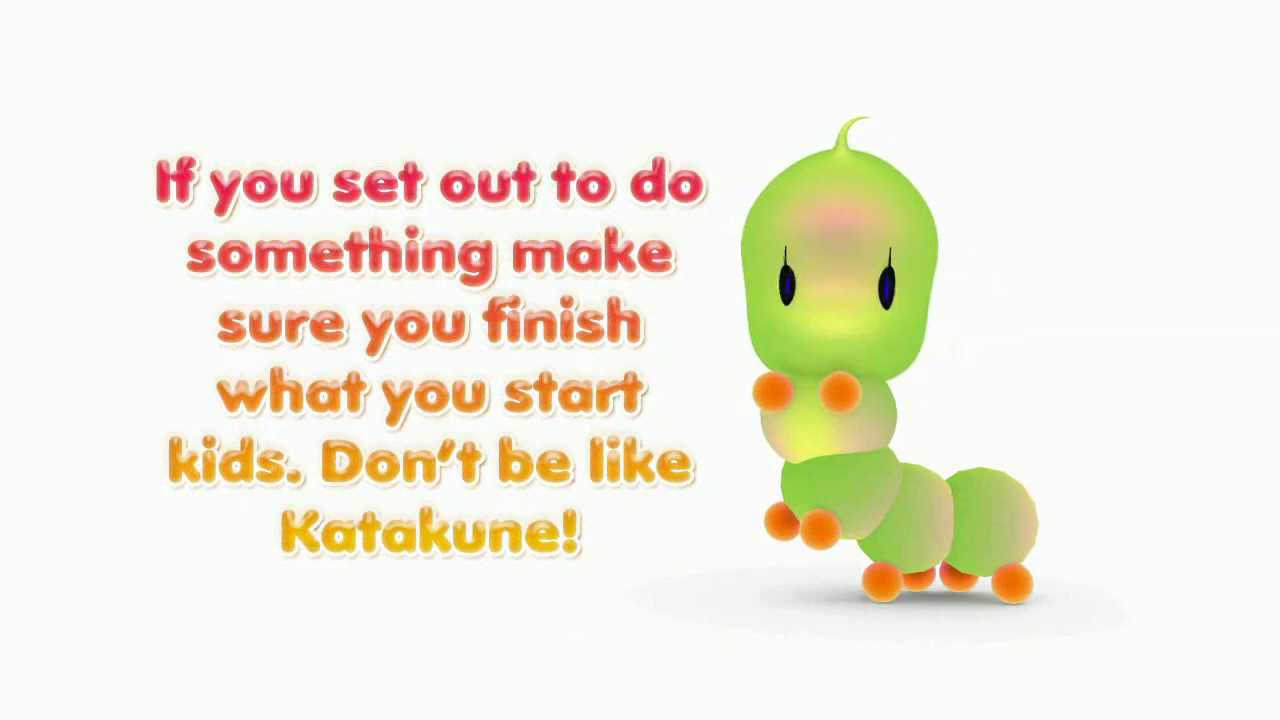 If you set out to do
something make
sure you finish
what you start
kids. Don't be like
Katakune!